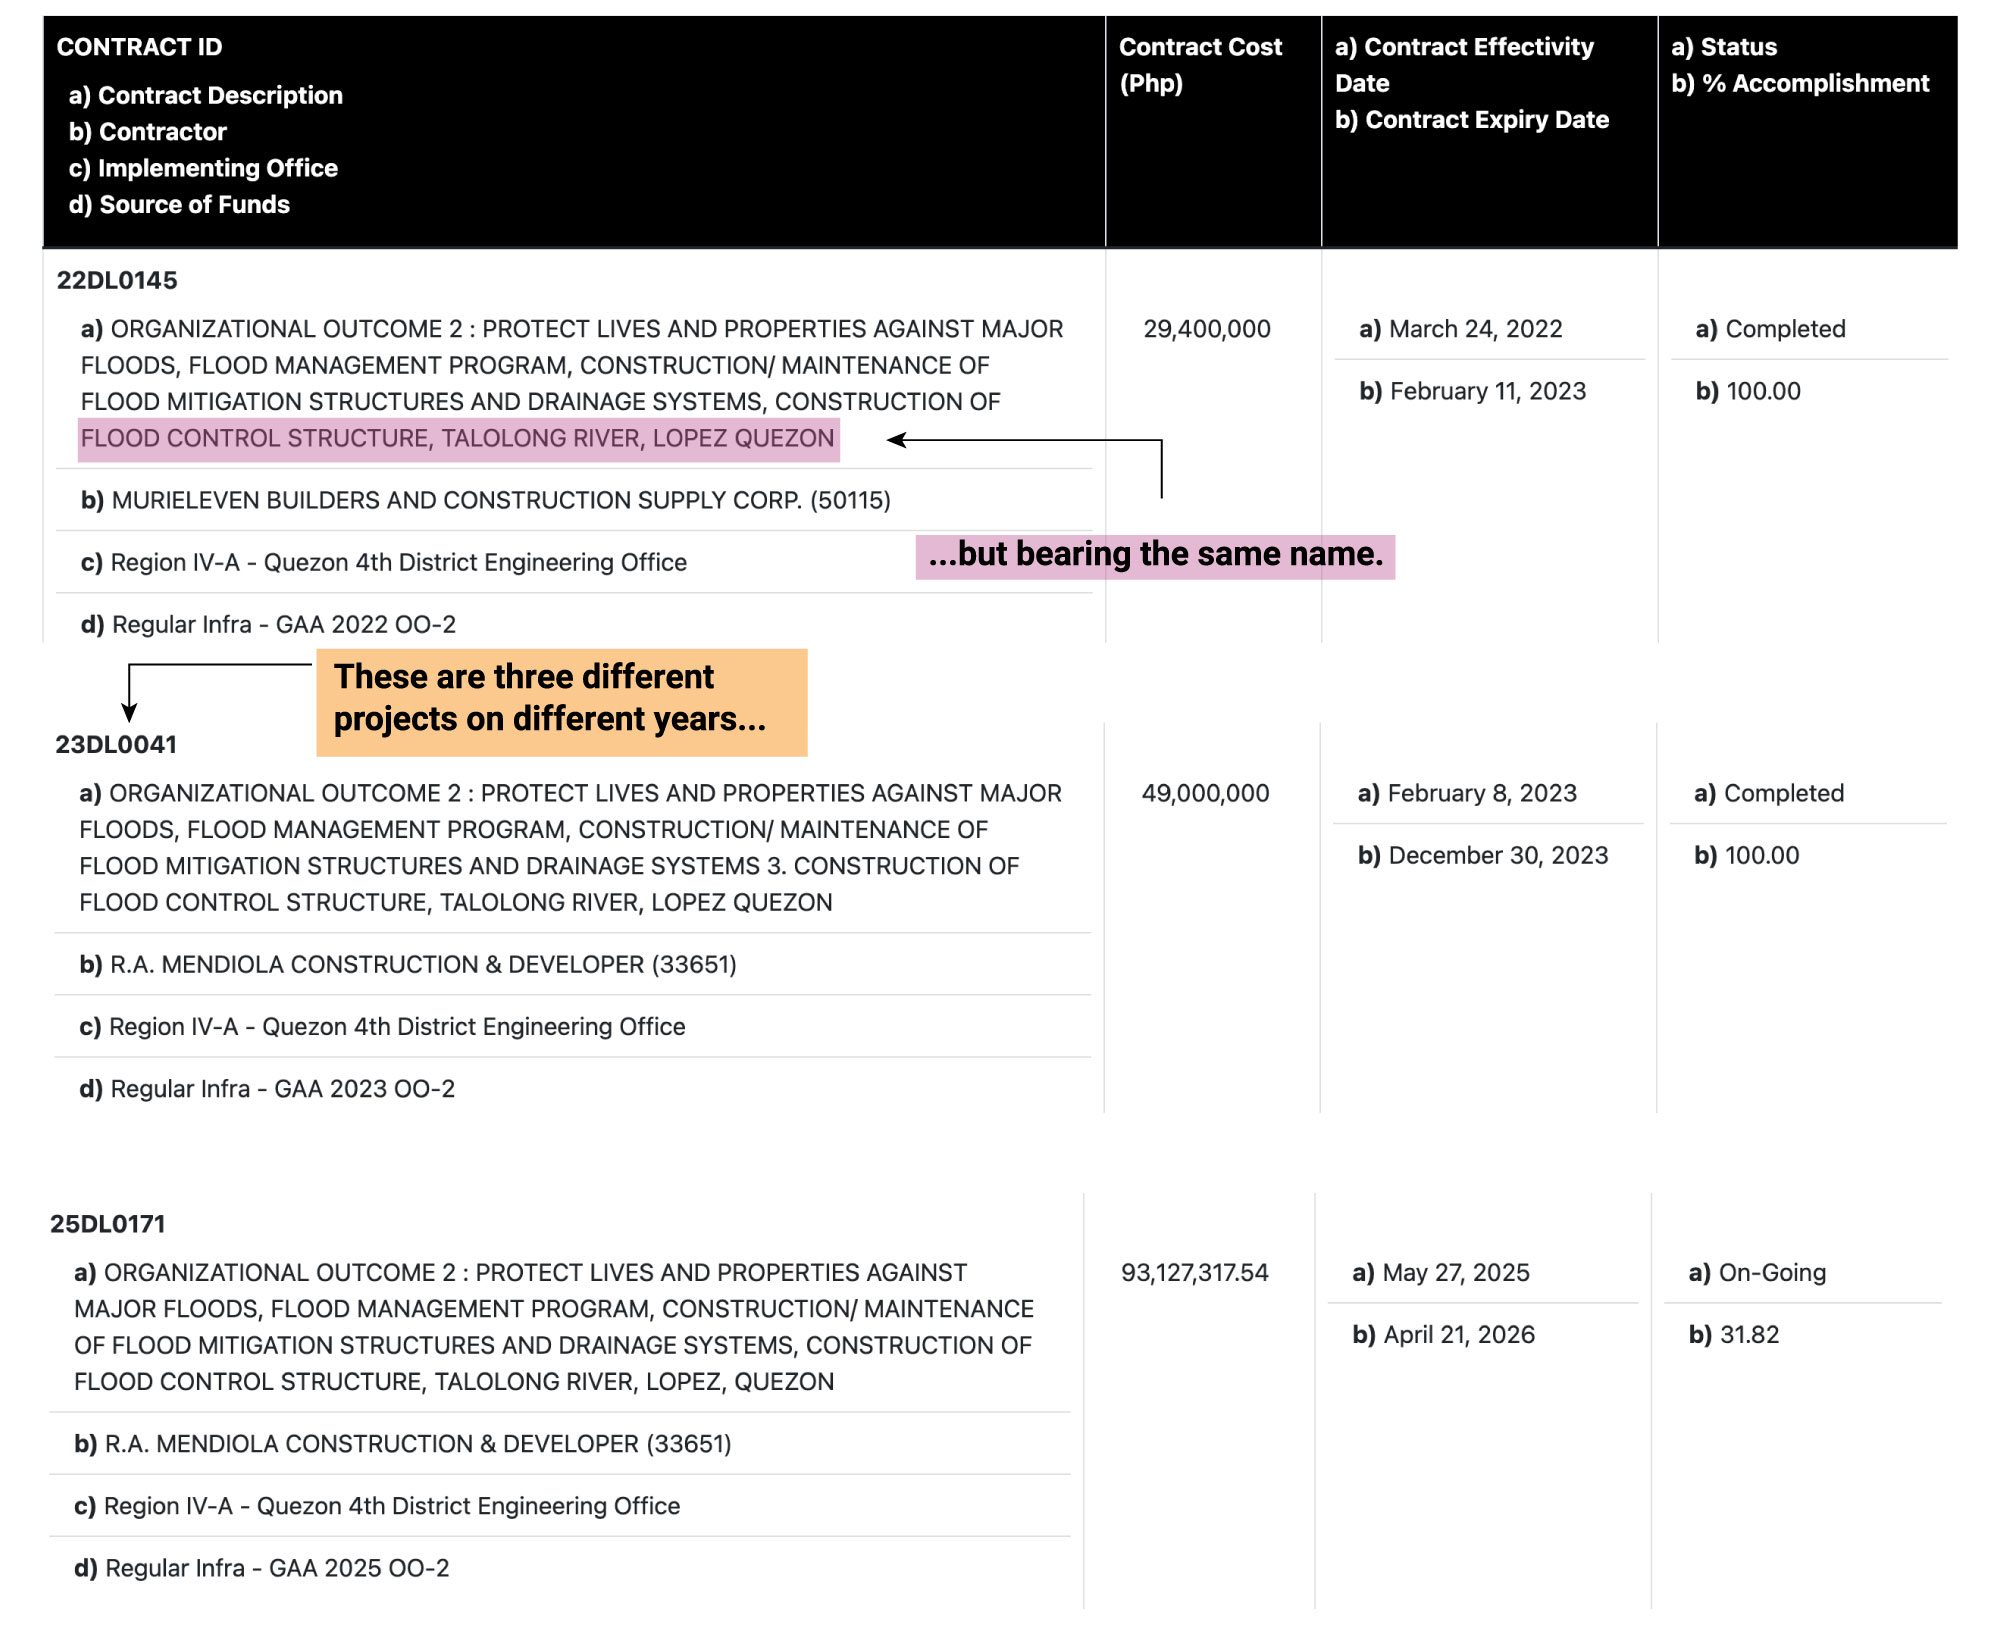 CONTRACT ID
a) Contract Description
b) Contractor
c) Implementing Office
d) Source of Funds
Contract Cost
(Php)
a) Contract Effectivity
Date
b) Contract Expiry Date
a) Status
b) % Accomplishment
22DL0145
a) ORGANIZATIONAL OUTCOME 2 : PROTECT LIVES AND PROPERTIES AGAINST MAJOR
FLOODS, FLOOD MANAGEMENT PROGRAM, CONSTRUCTION/ MAINTENANCE OF
FLOOD MITIGATION STRUCTURES AND DRAINAGE SYSTEMS, CONSTRUCTION OF
FLOOD CONTROL STRUCTURE, TALOLONG RIVER, LOPEZ QUEZON
b) MURIELEVEN BUILDERS AND CONSTRUCTION SUPPLY CORP. (50115)
c) Region IV-A - Quezon 4th District Engineering Office
d) Regular Infra - GAA 2022 OO-2
29,400,000
a) March 24, 2022
b) February 11, 2023
a) Completed
b) 100.00
...but bearing the same name.
These are three different
projects on different years...
23DL0041
a) ORGANIZATIONAL OUTCOME 2 : PROTECT LIVES AND PROPERTIES AGAINST MAJOR
FLOODS, FLOOD MANAGEMENT PROGRAM, CONSTRUCTION/ MAINTENANCE OF
FLOOD MITIGATION STRUCTURES AND DRAINAGE SYSTEMS 3. CONSTRUCTION OF
FLOOD CONTROL STRUCTURE, TALOLONG RIVER, LOPEZ QUEZON
b) R.A. MENDIOLA CONSTRUCTION & DEVELOPER (33651)
c) Region IV-A - Quezon 4th District Engineering Office
d) Regular Infra - GAA 2023 OO-2
49,000,000
a) February 8, 2023
b) December 30, 2023
a) Completed
b) 100.00
25DL0171
a) ORGANIZATIONAL OUTCOME 2 : PROTECT LIVES AND PROPERTIES AGAINST
MAJOR FLOODS, FLOOD MANAGEMENT PROGRAM, CONSTRUCTION/ MAINTENANCE
OF FLOOD MITIGATION STRUCTURES AND DRAINAGE SYSTEMS, CONSTRUCTION OF
FLOOD CONTROL STRUCTURE, TALOLONG RIVER, LOPEZ, QUEZON
b) R.A. MENDIOLA CONSTRUCTION & DEVELOPER (33651)
c) Region IV-A - Quezon 4th District Engineering Office
d) Regular Infra - GAA 2025 OO-2
93,127,317.54
a) May 27, 2025
b) April 21, 2026
a) On-Going
b) 31.82